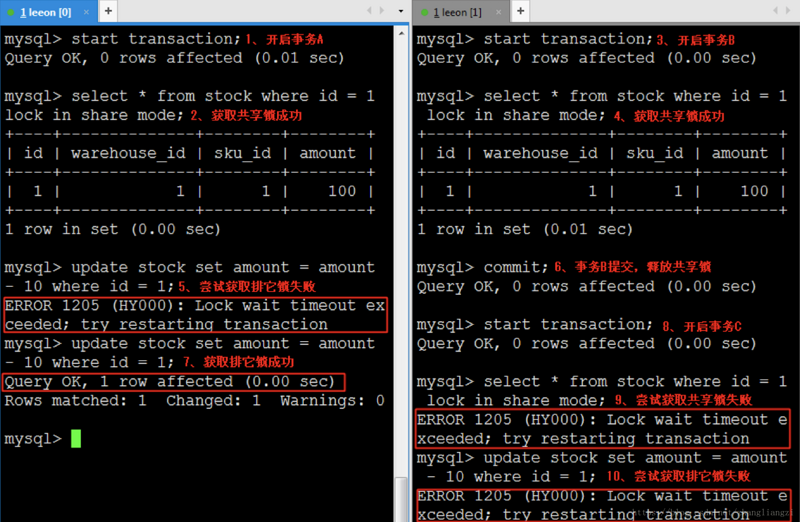 1 leeon [0]
mysql> start transaction; 1、开启事务A
Query OK, 0 rows affected (0.01 sec)
mysql> select * from stock where id = 1
lock in share mode; 2、获取共享锁成功
+----+--------------+--------+--------+
| id | warehouse_id | sku_id | amount |
+----+--------------+--------+--------+
| 1 | 1 | 1 | 100 |
+----+--------------+--------+--------+
1 row in set (0.00 sec)
mysql> update stock set amount = amount
- 10 where id = 1; 5、尝试获取排它锁失败
ERROR 1205 (HY000): Lock wait timeout ex
ceeded; try restarting transaction
mysql> update stock set amount = amount
- 10 where id = 1; 7、获取排它锁成功
Query OK, 1 row affected (0.00 sec)
Rows matched: 1 Changed: 1 Warnings: 0
mysql>
1 leeon [1]
mysql> start transaction; 3、开启事务B
Query OK, 0 rows affected (0.00 sec)
mysql> select * from stock where id = 1
lock in share mode; 4、获取共享锁成功
+----+--------------+--------+--------+
| id | warehouse_id | sku_id | amount |
+----+--------------+--------+--------+
| 1 | 1 | 1 | 100 |
+----+--------------+--------+--------+
1 row in set (0.01 sec)
mysql> commit; 6、事务B提交，释放共享锁
Query OK, 0 rows affected (0.00 sec)
mysql> start transaction; 8、开启事务C
Query OK, 0 rows affected (0.00 sec)
mysql> select * from stock where id = 1
lock in share mode; 9、尝试获取共享锁失败
ERROR 1205 (HY000): Lock wait timeout e
xceeded; try restarting transaction
mysql> update stock set amount = amount
- 10 where id = 1; 10、尝试获取排它锁失败
ERROR 1205 (HY000): Lock wait timeout e
xceeded; try restarting transaction